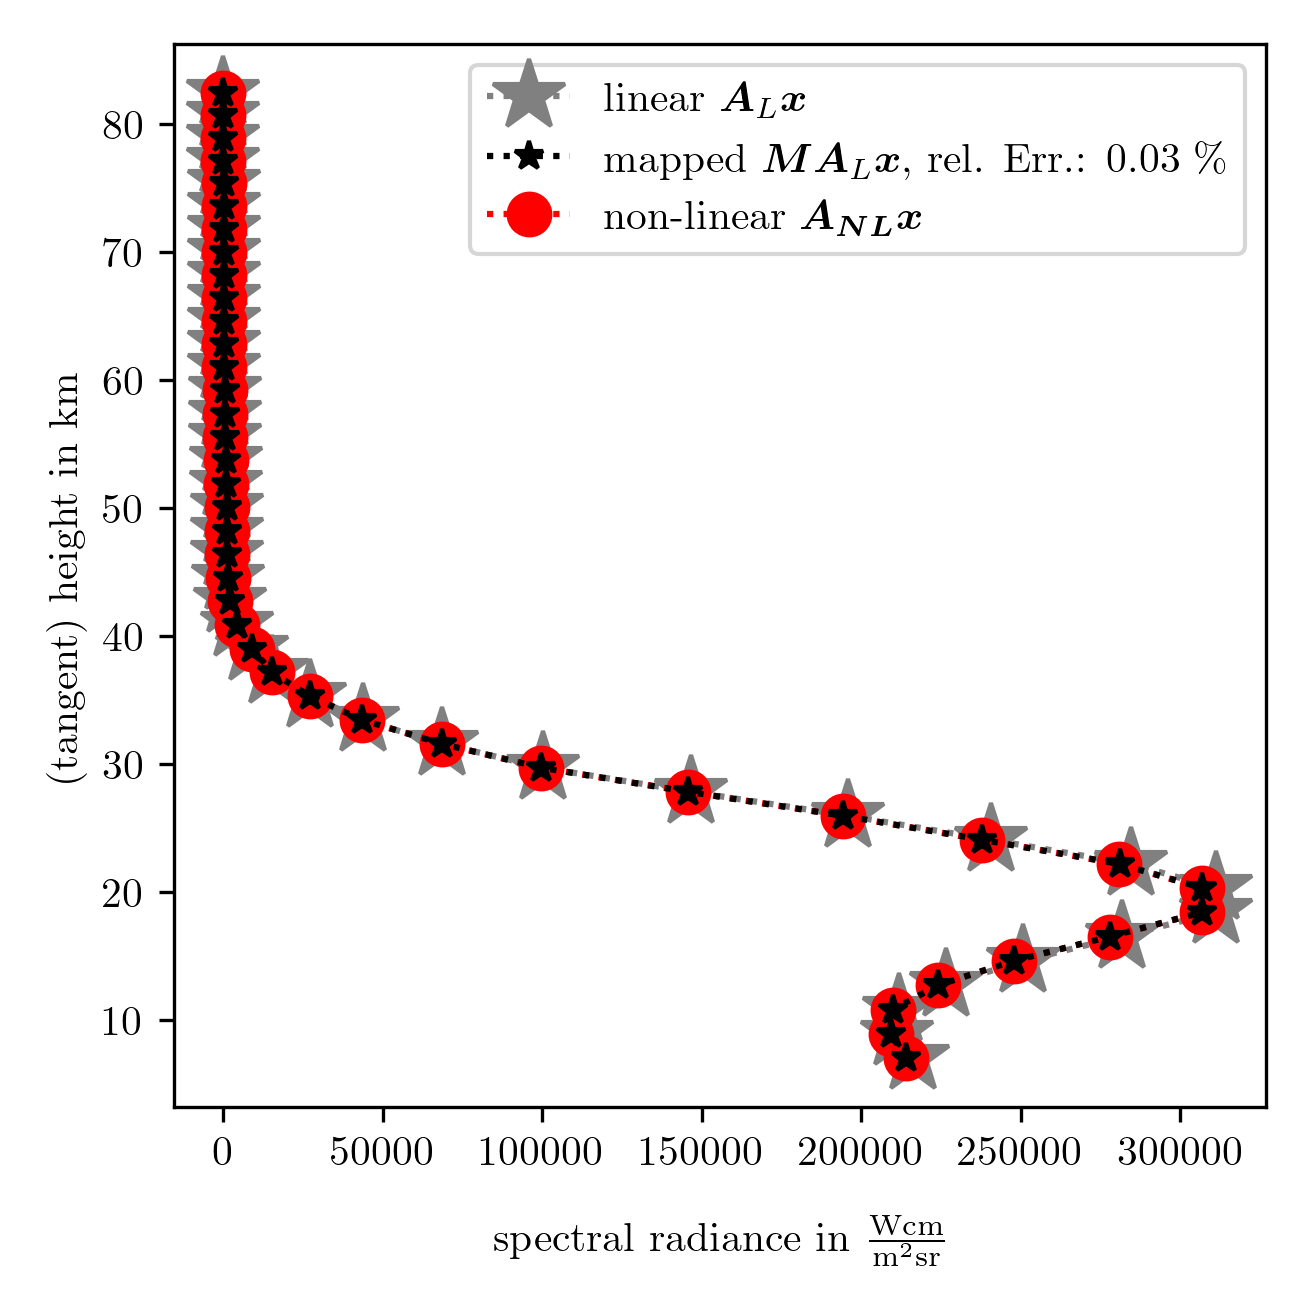 linear A_L x
mapped MA_L x, rel. Err.: 0.03 %
non-linear A_NL x
(tangent) height in km
80
70
60
50
40
30
20
10
0 50000 100000 150000 200000 250000 300000
spectral radiance in Wcm/m²sr